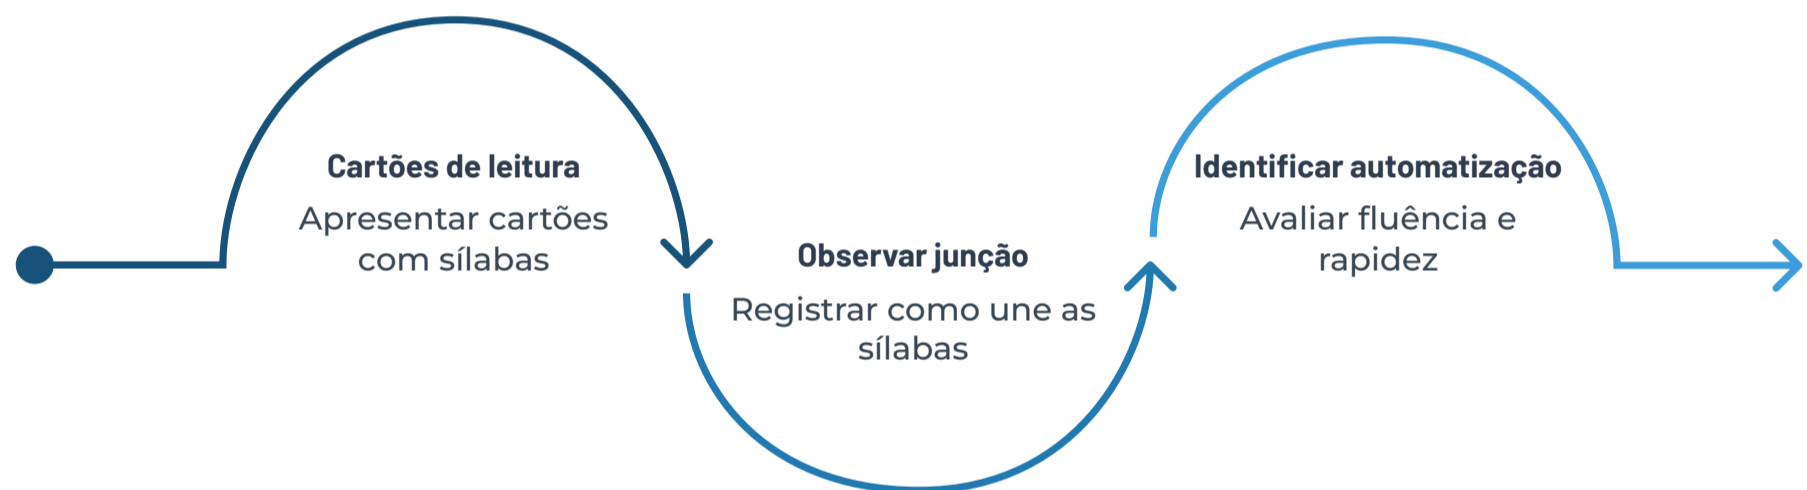 Cartões de leitura
Apresentar cartões
com sílabas
Observar junção
Registrar como une as
sílabas
Identificar automatização
Avaliar fluência e
rapidez